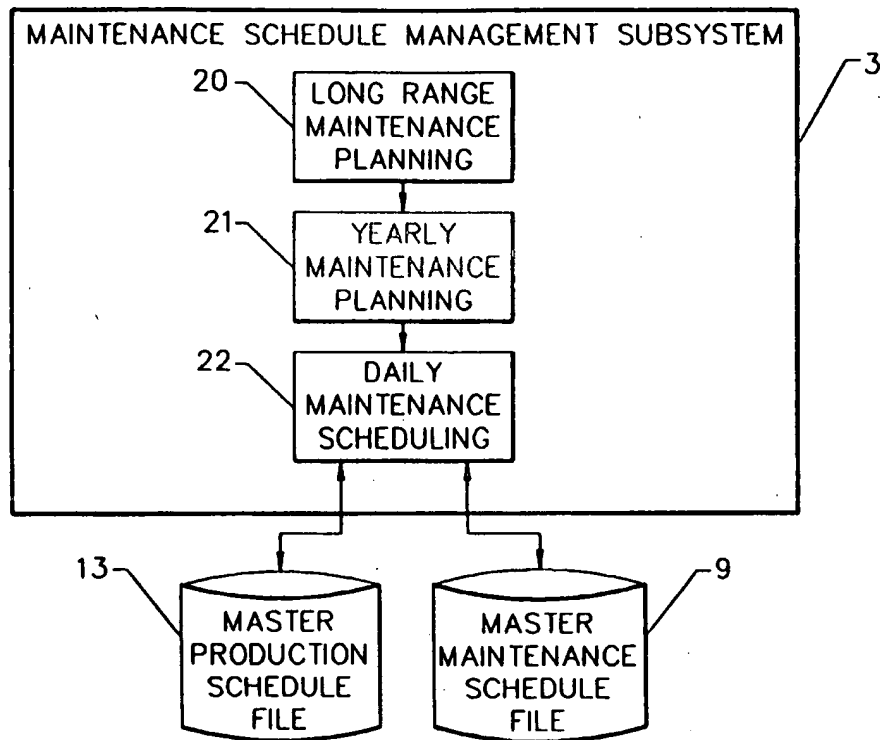 MAINTENANCE SCHEDULE MANAGEMENT SUBSYSTEM
20
LONG RANGE
MAINTENANCE
PLANNING
3
21
YEARLY
MAINTENANCE
PLANNING
22
DAILY
MAINTENANCE
SCHEDULING
13
MASTER
PRODUCTION
SCHEDULE
FILE
9
MASTER
MAINTENANCE
SCHEDULE
FILE